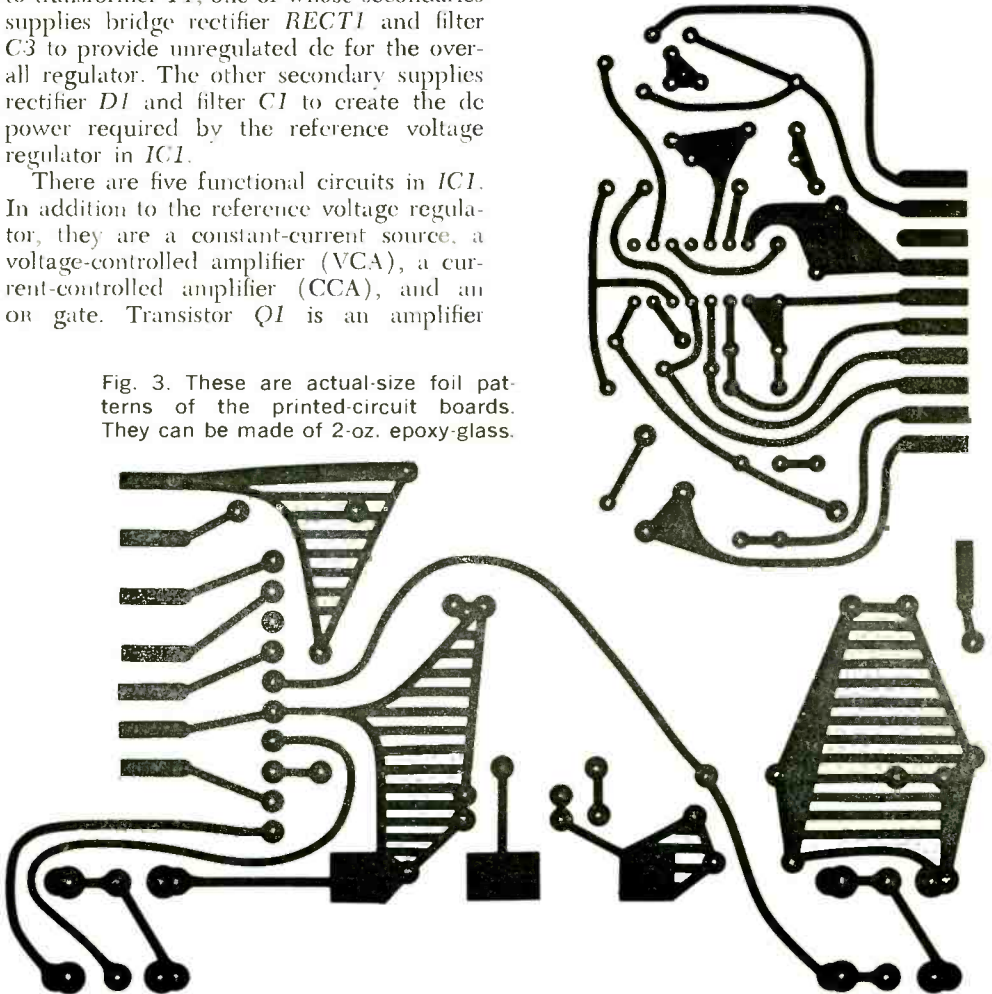 to transformer T1, one of whose secondaries
supplies bridge rectifier RECT1 and filter
C3 to provide unregulated dc for the over-
all regulator. The other secondary supplies
rectifier D1 and filter C1 to create the dc
power required by the reference voltage
regulator in IC1.
There are five functional circuits in IC1.
In addition to the reference voltage regula-
tor, they are a constant-current source, a
voltage-controlled amplifier (VCA), a cur-
rent-controlled amplifier (CCA), and an
OR gate. Transistor Q1 is an amplifier
Fig. 3. These are actual-size foil pat-
terns of the printed-circuit boards.
They can be made of 2-oz. epoxy-glass.